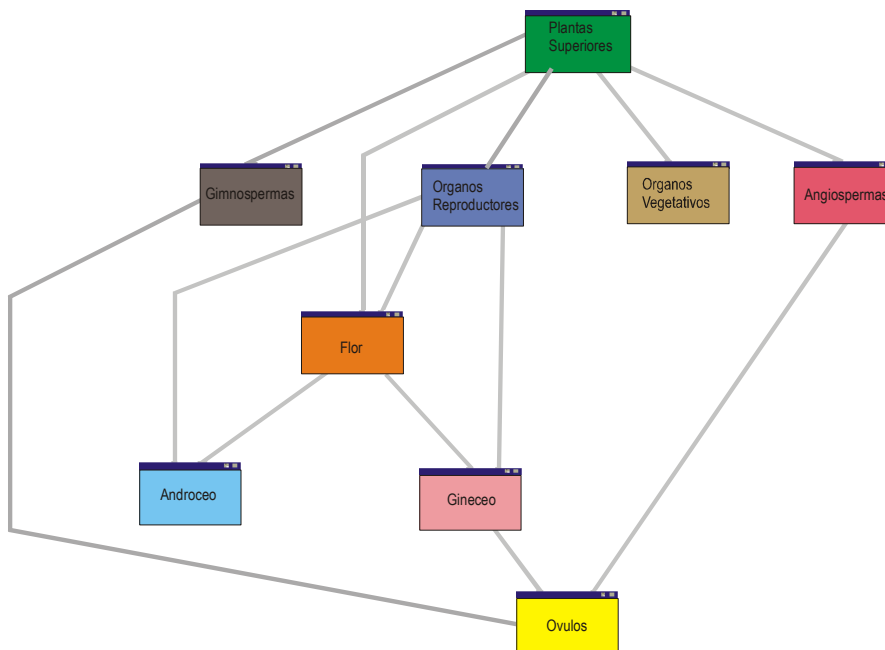 Plantas
Superiores
Gimnospermas
Organos
Reproductores
Organos
Vegetativos
Angiospermas
Flor
Androceo
Gineceo
Ovulos